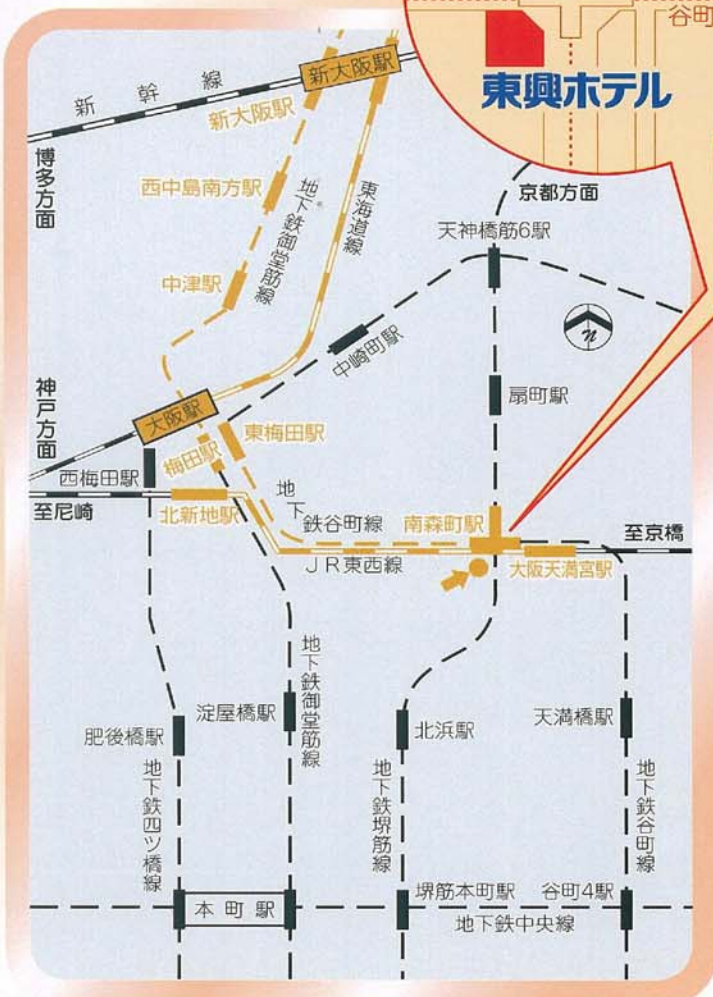 谷町
東興ホテル
新幹線
新大阪駅
新大阪駅
博多方面
西中島南方駅
地下鉄御堂筋線
東海道線
京都方面
天神橋筋6駅
中津駅
中崎町駅
N
扇町駅
神戸方面
大阪駅
東梅田駅
梅田駅
西梅田駅
至尼崎
北新地駅
地下鉄谷町線
南森町駅
至京橋
JR東西線
大阪天満宮駅
地下鉄御堂筋線
淀屋橋駅
肥後橋駅
北浜駅
天満橋駅
地下鉄四ツ橋線
地下鉄堺筋線
地下鉄谷町線
本町駅
堺筋本町駅
谷町4駅
地下鉄中央線